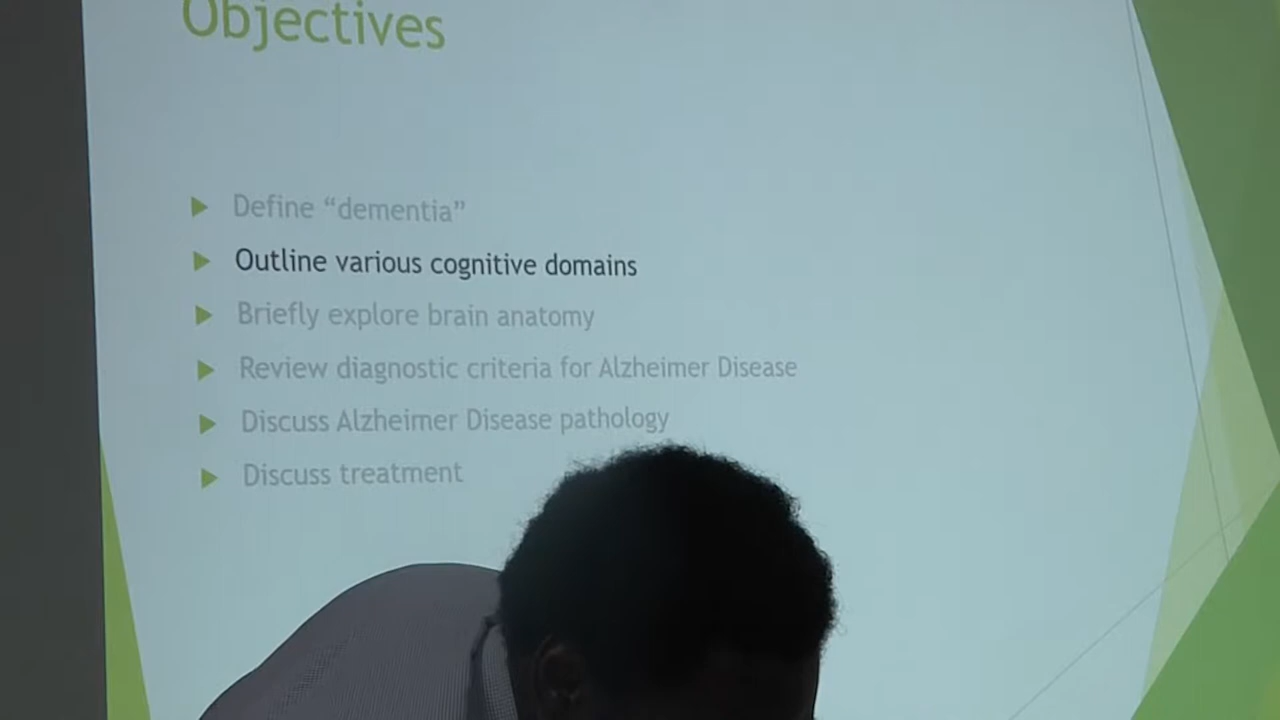 Objectives
Define “dementia”
Outline various cognitive domains
Briefly explore brain anatomy
Review diagnostic criteria for Alzheimer Disease
Discuss Alzheimer Disease pathology
Discuss treatment